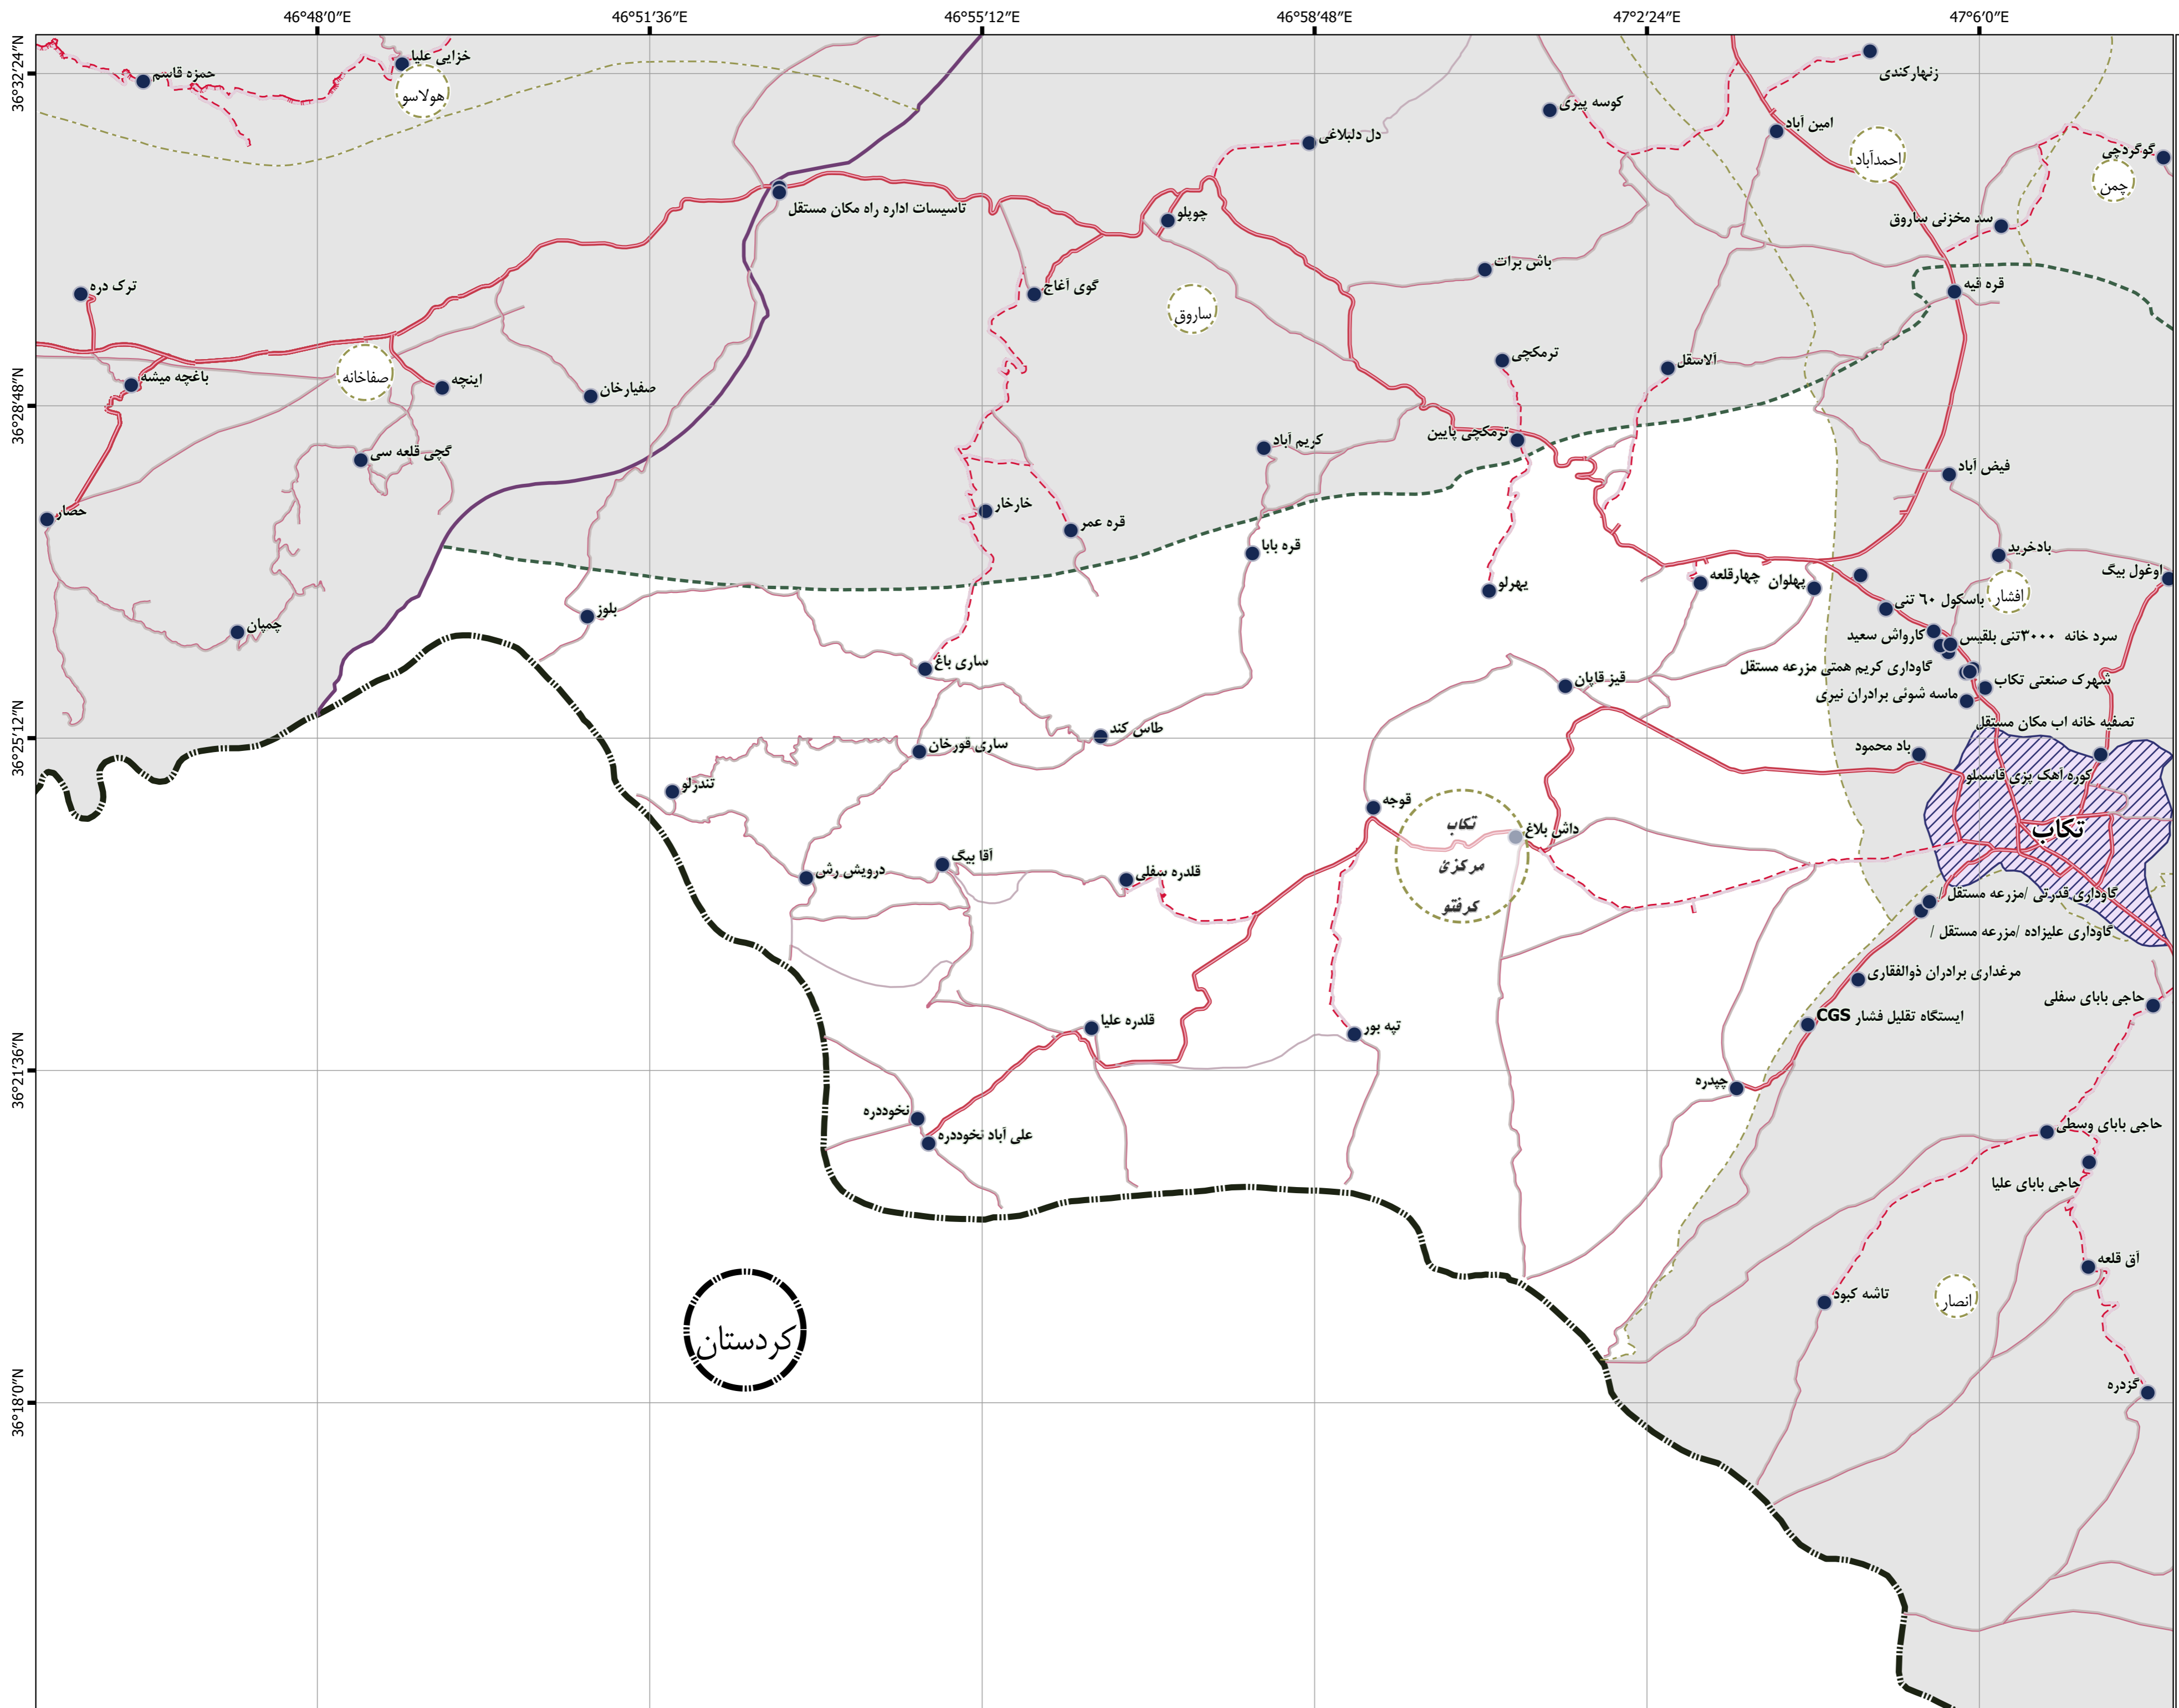 46°48′0″E 46°51′36″E 46°55′12″E 46°58′48″E 47°2′24″E 47°6′0″E
36°32′24″N
36°28′48″N
36°25′12″N
36°21′36″N
36°18′0″N
خزایی علیا
حمزه قاسم
هولاسو
زنهارکندی
کوسه پیری
امین آباد
دل دلبلاغی
احمدآباد
گوگردچی
چمن
تاسیسات اداره راه مکان مستقل
چوپلو
سد مخزنی ساروق
باش برات
ترک دره
گوی آغاج
ساروق
قره قیه
ترمکچی
آلاسقل
باغچه میشه
صفاخانه
اینچه
صفیارخان
ترمکچی پایین
کریم آباد
گچی قلعه سی
فیض آباد
حصار
خارخار
قره عمر
قره بابا
بادخرید
اوغول بیگ
چهارقلعه
پهلوان
یهرلو
افشار
باسکول ٦٠ تنی
بلوز
چمپان
سرد خانه ۳۰۰۰تنی بلقیس
کارواش سعید
ساری باغ
گاوداری کریم همتی مزرعه مستقل
شهرک صنعتی تکاب
قیز قاپان
ماسه شوئی برادران نیری
طاس کند
تصفیه خانه اب مکان مستقل
ساری قورخان
باد محمود
کوره آهک پزی قاسملو
تندرلو
قوجه
تکاب
مرکزی
کرفتو
داش بلاغ
تکاب
آقا بیگ
درویش رش
قلدره سفلی
گاوداری قدرتی /مزرعه مستقل /
گاوداری علیزاده /مزرعه مستقل /
مرغداری برادران ذوالفقاری
حاجی بابای سفلی
ایستگاه تقلیل فشار CGS
قلدره علیا
تپه بور
چپدره
نخوددره
علی آباد نخوددره
حاجی بابای وسطی
حاجی بابای علیا
آق قلعه
تاشه کبود
انصار
کردستان
گزدره